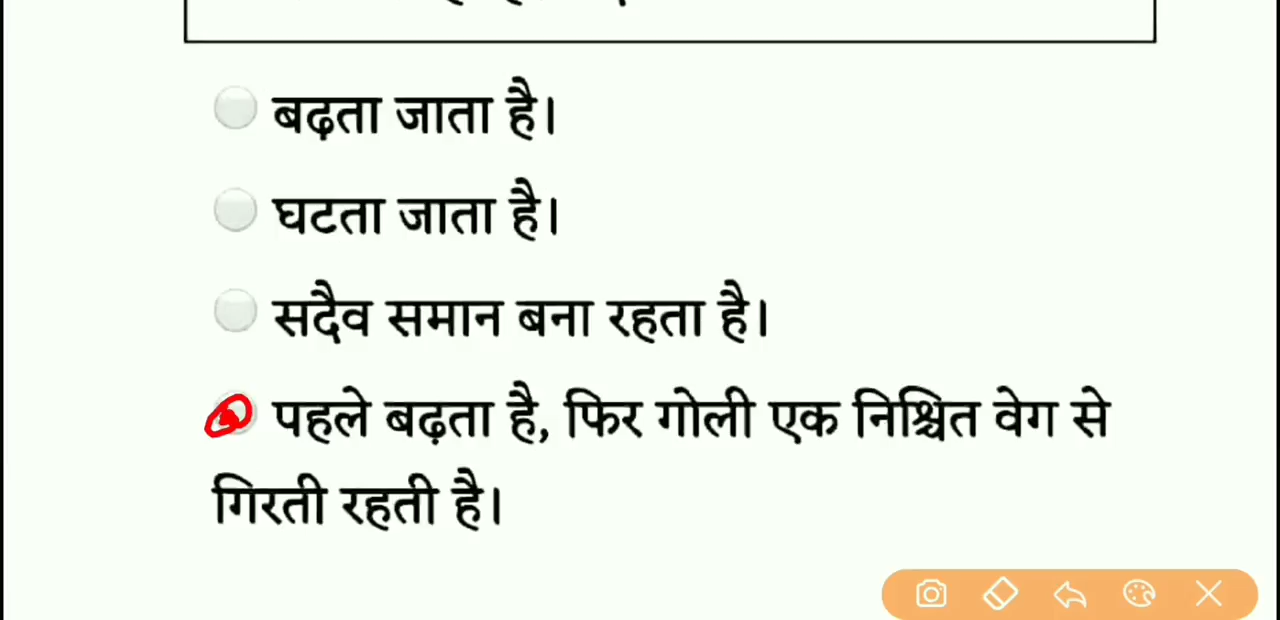 बढ़ता जाता है।
घटता जाता है।
सदैव समान बना रहता है।
पहले बढ़ता है, फिर गोली एक निश्चित वेग से
गिरती रहती है।